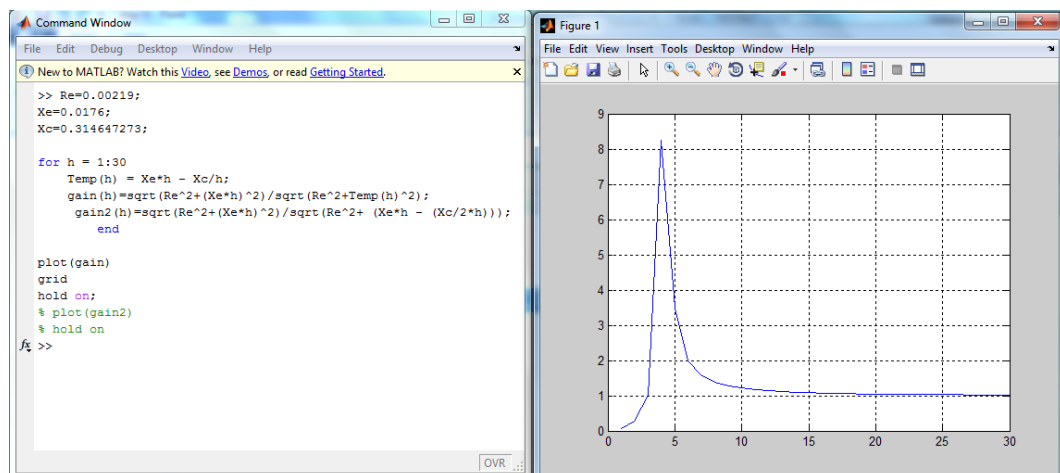 Command Window
File Edit Debug Desktop Window Help
New to MATLAB? Watch this Video, see Demos, or read Getting Started.
>> Re=0.00219;
Xe=0.0176;
Xc=0.314647273;
for h = 1:30
Temp(h) = Xe*h - Xc/h;
gain(h)=sqrt(Re^2+(Xe*h)^2)/sqrt(Re^2+Temp(h)^2);
gain2(h)=sqrt(Re^2+(Xe*h)^2)/sqrt(Re^2+ (Xe*h - (Xc/2*h)));
end
plot(gain)
grid
hold on;
% plot(gain2)
% hold on
fx >>
OVR
Figure 1
File Edit View Insert Tools Desktop Window Help
9
8
7
6
5
4
3
2
1
0
0 5 10 15 20 25 30